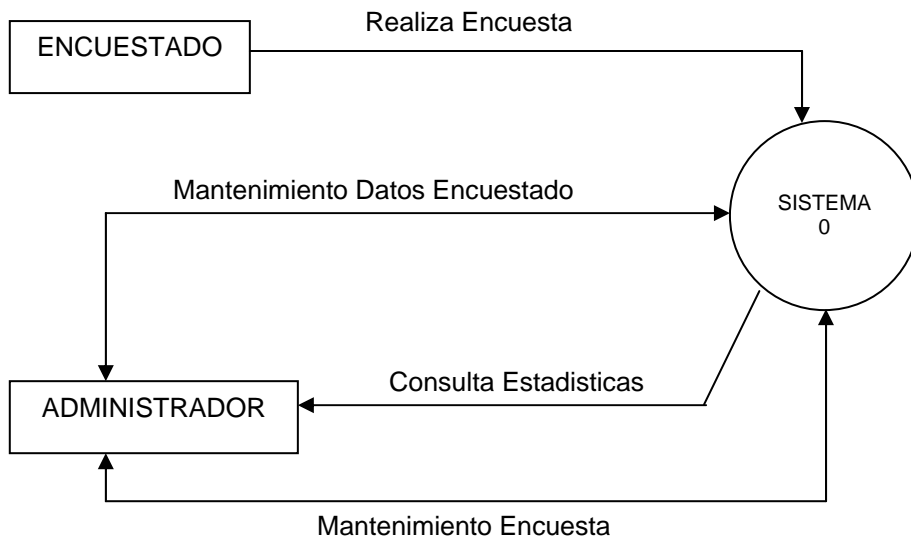 Realiza Encuesta
ENCUESTADO
Mantenimiento Datos Encuestado
SISTEMA
0
Consulta Estadisticas
ADMINISTRADOR
Mantenimiento Encuesta